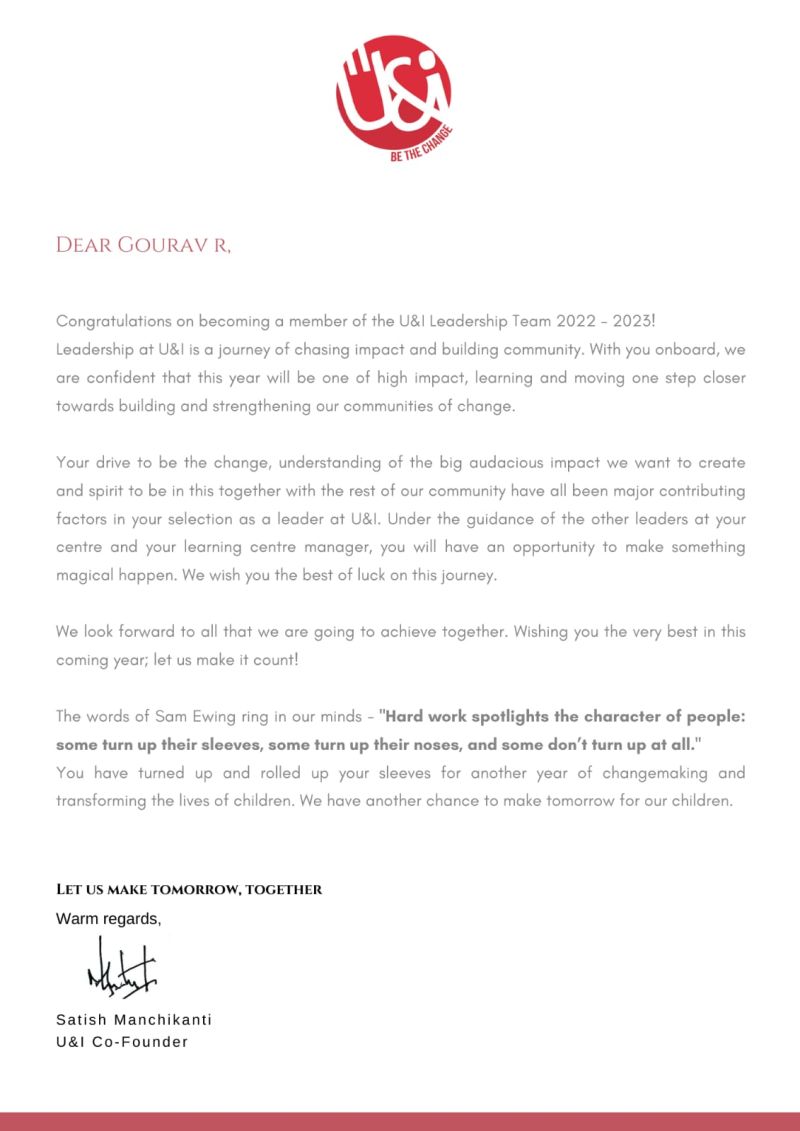 U&i
BE THE CHANGE
DEAR GOURAV R,
Congratulations on becoming a member of the U&I Leadership Team 2022 - 2023!
Leadership at U&I is a journey of chasing impact and building community. With you onboard, we
are confident that this year will be one of high impact, learning and moving one step closer
towards building and strengthening our communities of change.
Your drive to be the change, understanding of the big audacious impact we want to create
and spirit to be in this together with the rest of our community have all been major contributing
factors in your selection as a leader at U&I. Under the guidance of the other leaders at your
centre and your learning centre manager, you will have an opportunity to make something
magical happen. We wish you the best of luck on this journey.
We look forward to all that we are going to achieve together. Wishing you the very best in this
coming year; let us make it count!
The words of Sam Ewing ring in our minds - "Hard work spotlights the character of people:
some turn up their sleeves, some turn up their noses, and some don’t turn up at all."
You have turned up and rolled up your sleeves for another year of changemaking and
transforming the lives of children. We have another chance to make tomorrow for our children.
LET US MAKE TOMORROW, TOGETHER
Warm regards,
Satish Manchikanti
U&I Co-Founder